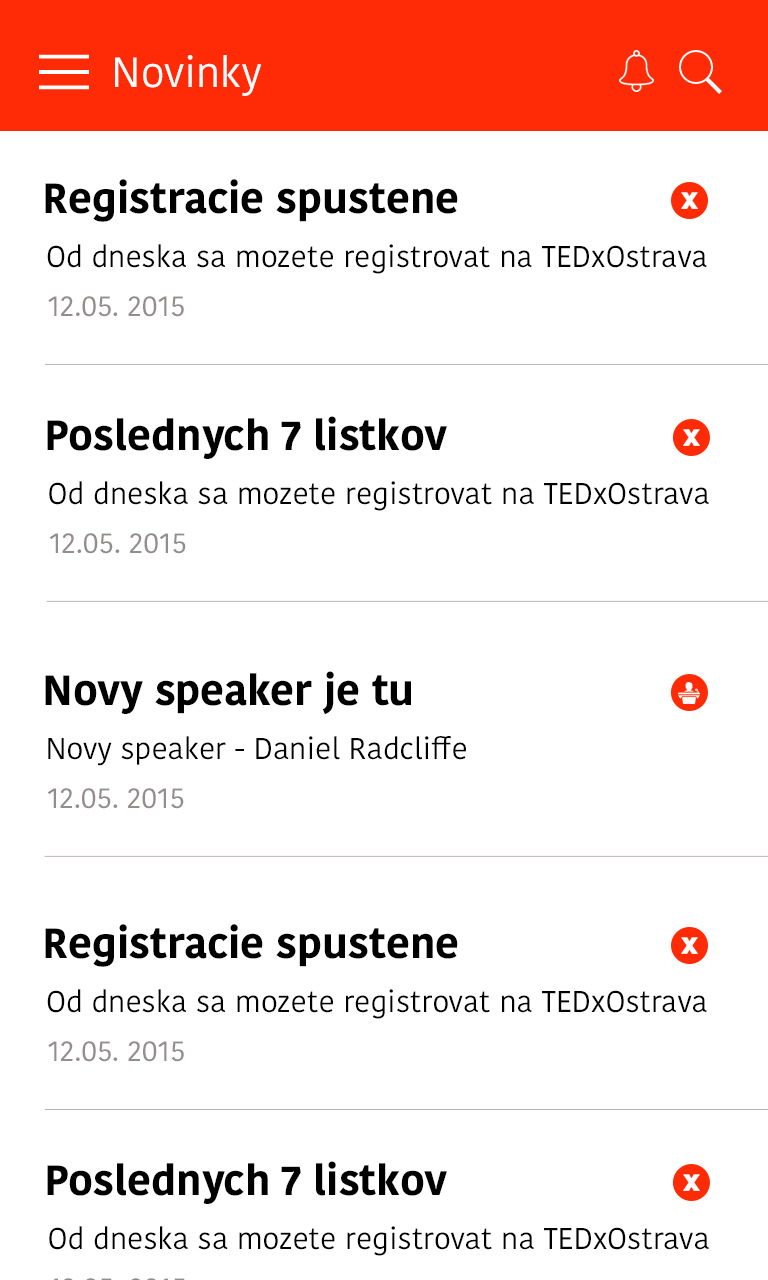 Novinky
Registracie spustene
Od dneska sa mozete registrovat na TEDxOstrava
12.05. 2015
Poslednych 7 listkov
Od dneska sa mozete registrovat na TEDxOstrava
12.05. 2015
Novy speaker je tu
Novy speaker - Daniel Radcliffe
12.05. 2015
Registracie spustene
Od dneska sa mozete registrovat na TEDxOstrava
12.05. 2015
Poslednych 7 listkov
Od dneska sa mozete registrovat na TEDxOstrava